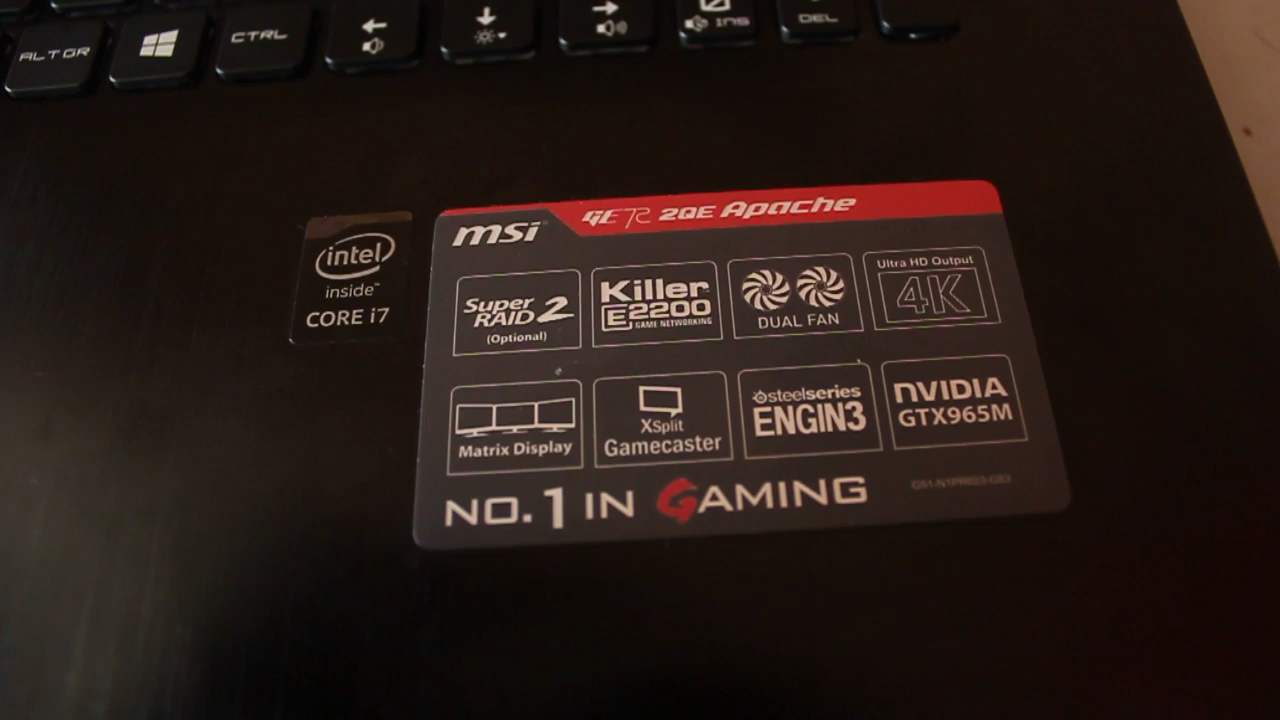 ALT GR
CTRL
INS
DEL
intel
inside™
CORE i7
msi
GE72 2QE Apache
Super
RAID 2
(Optional)
Killer
E2200
GAME NETWORKING
DUAL FAN
Ultra HD Output
4K
Matrix Display
XSplit
Gamecaster
steelseries
ENGIN3
NVIDIA
GTX965M
NO.1 IN GAMING